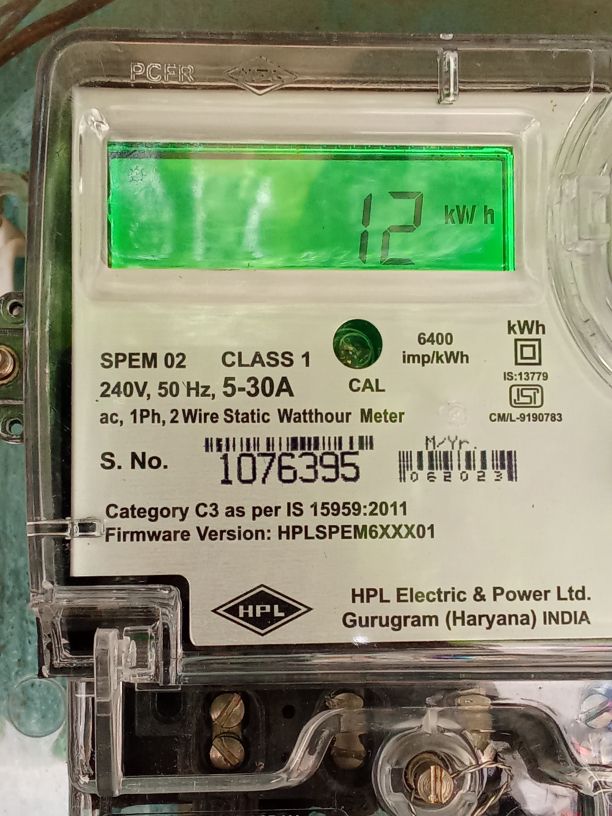 PCFR HPL
12 kWh
6400
imp/kWh
kWh
SPEM 02 CLASS 1
240V, 50 Hz, 5-30A
CAL
IS:13779
ISI
CM/L-9190783
ac, 1Ph, 2 Wire Static Watthour Meter
M/Yr.
S. No. 1076395
062023
Category C3 as per IS 15959:2011
Firmware Version: HPLSPEM6XXX01
HPL
HPL Electric & Power Ltd.
Gurugram (Haryana) INDIA